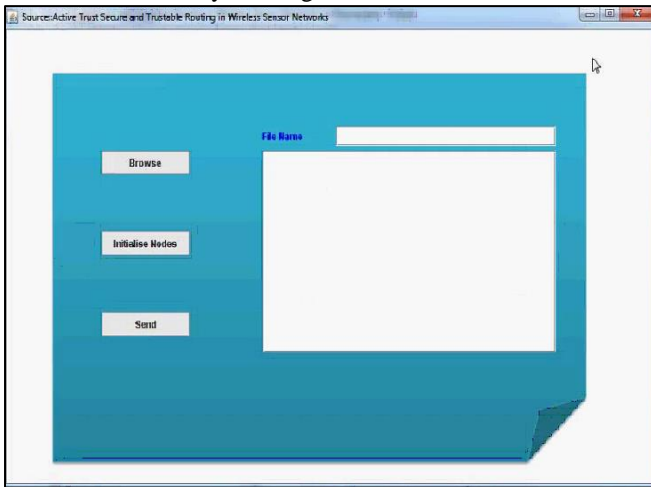 Source::Active Trust Secure and Trustable Routing in Wireless Sensor Networks
File Name
Browse
Initialise Nodes
Send